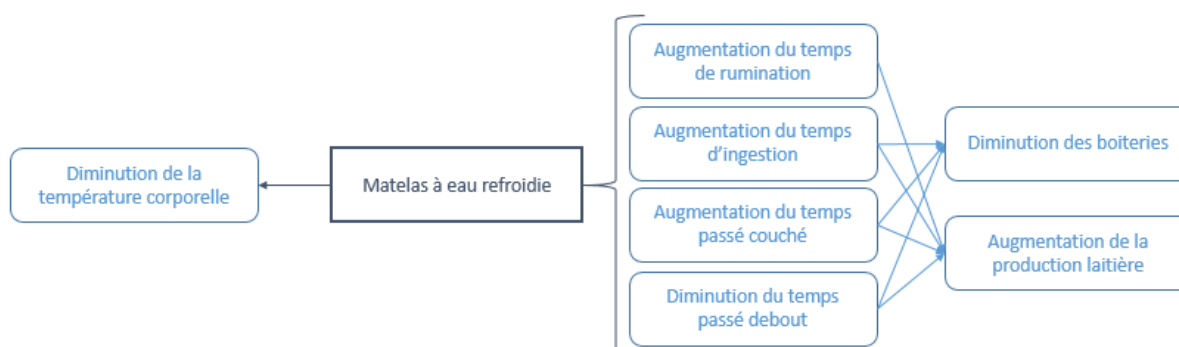 Diminution de la
température corporelle
Matelas à eau refroidie
Augmentation du temps
de rumination
Augmentation du temps
d'ingestion
Augmentation du temps
passé couché
Diminution du temps
passé debout
Diminution des boiteries
Augmentation de la
production laitière